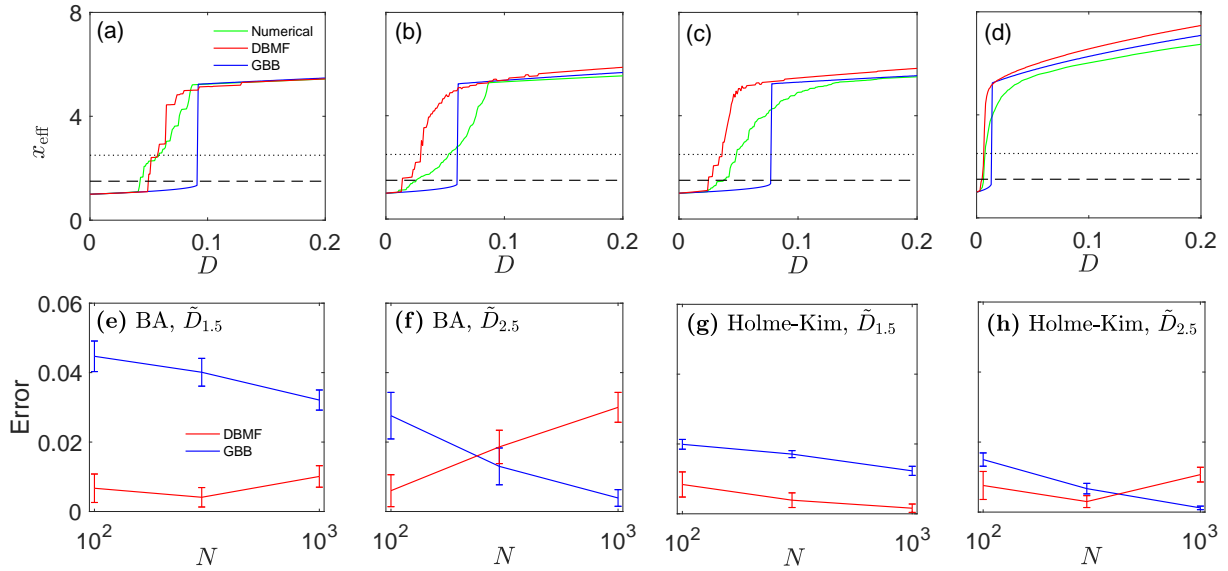 (a)
Numerical
DBMF
GBB
(b)
(c)
(d)
8
4
0
x_eff
0 0.1 0.2
D
0 0.1 0.2
D
0 0.1 0.2
D
0 0.1 0.2
D
(e) BA, D̃_1.5
DBMF
GBB
(f) BA, D̃_2.5
(g) Holme-Kim, D̃_1.5
(h) Holme-Kim, D̃_2.5
0.06
0.04
0.02
0
Error
10^2 10^3
N
10^2 10^3
N
10^2 10^3
N
10^2 10^3
N